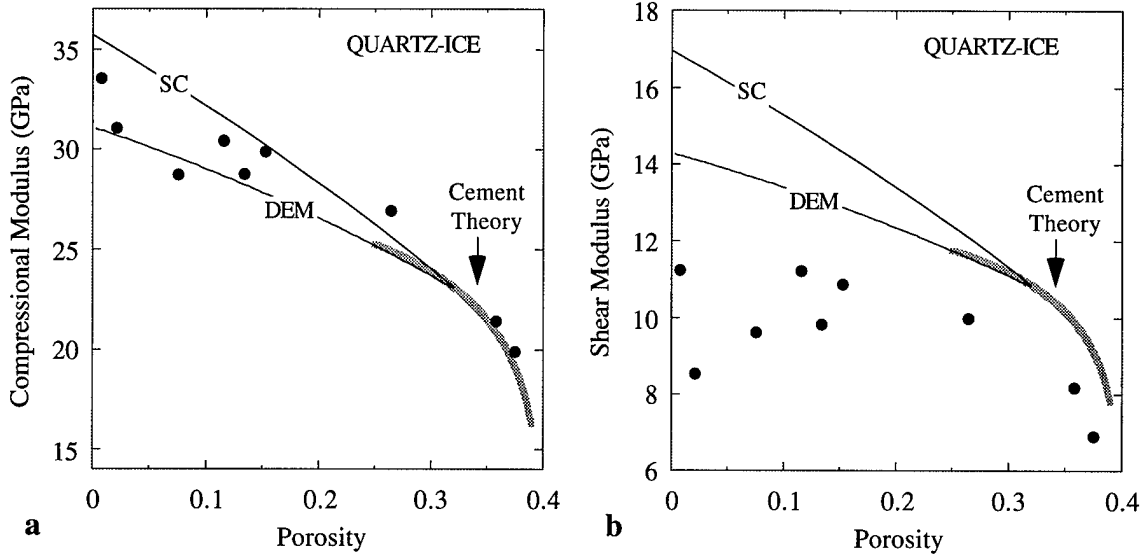 QUARTZ-ICE
SC
DEM
Cement
Theory
Compressional Modulus (GPa)
35
30
25
20
15
0
0.1
0.2
0.3
0.4
Porosity
a
QUARTZ-ICE
SC
DEM
Cement
Theory
Shear Modulus (GPa)
18
16
14
12
10
8
6
0
0.1
0.2
0.3
0.4
Porosity
b